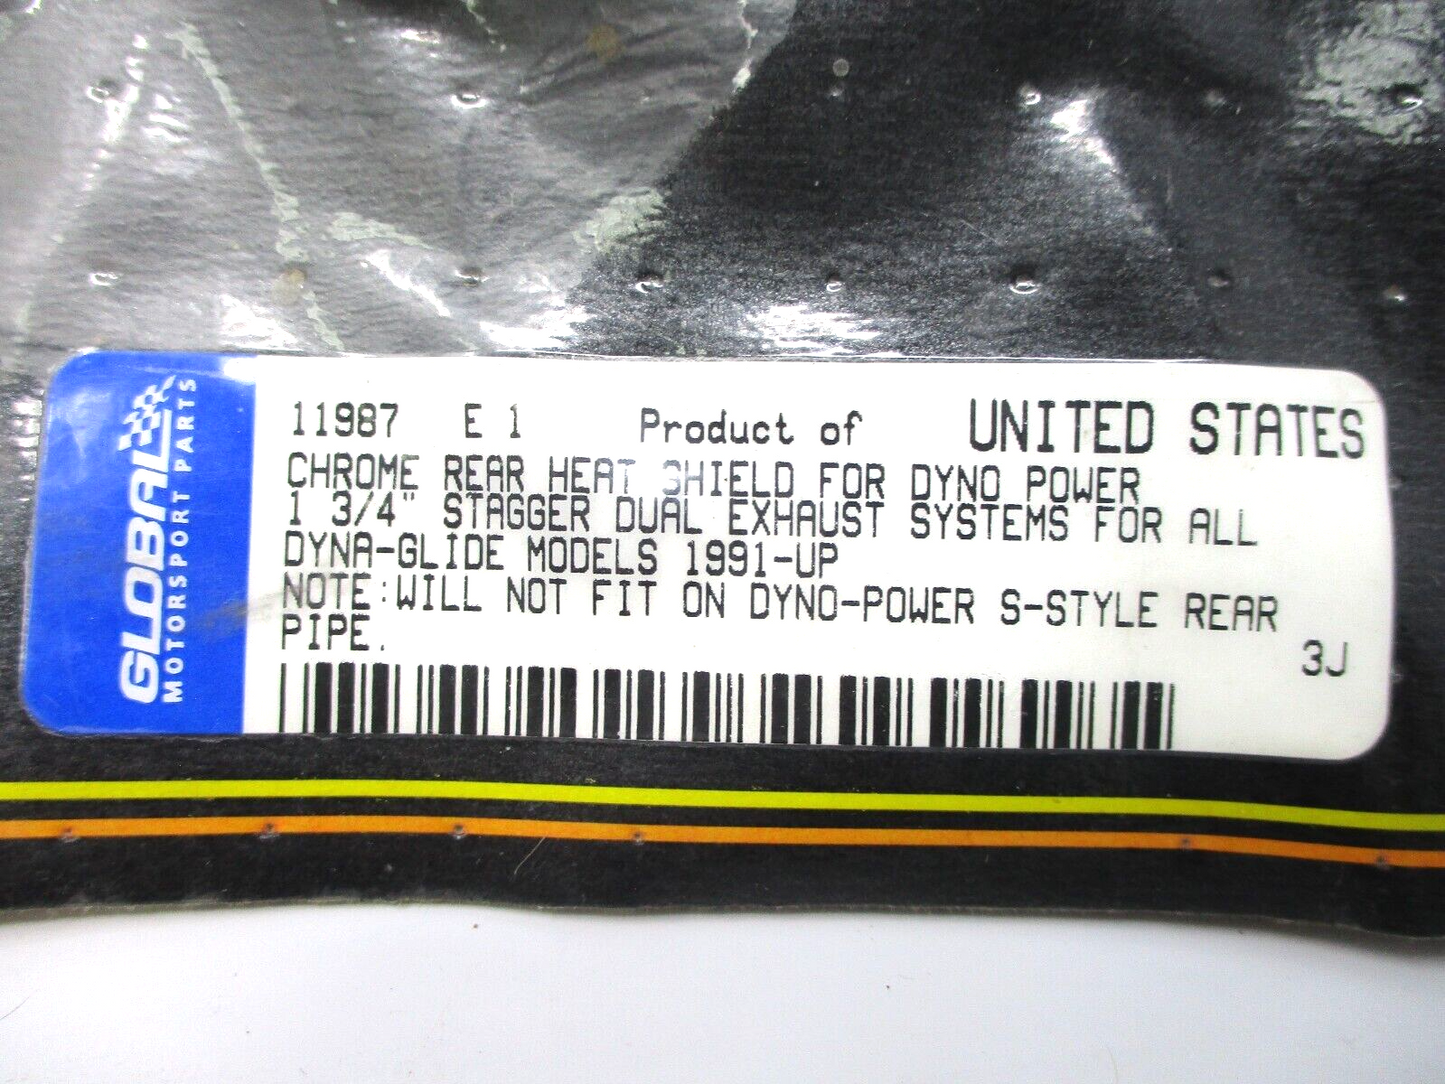 GLOBAL
MOTORSPORT PARTS
11987 E 1 Product of UNITED STATES
CHROME REAR HEAT SHIELD FOR DYNO POWER
1 3/4" STAGGER DUAL EXHAUST SYSTEMS FOR ALL
DYNA-GLIDE MODELS 1991-UP
NOTE:WILL NOT FIT ON DYNO-POWER S-STYLE REAR
PIPE.
3J